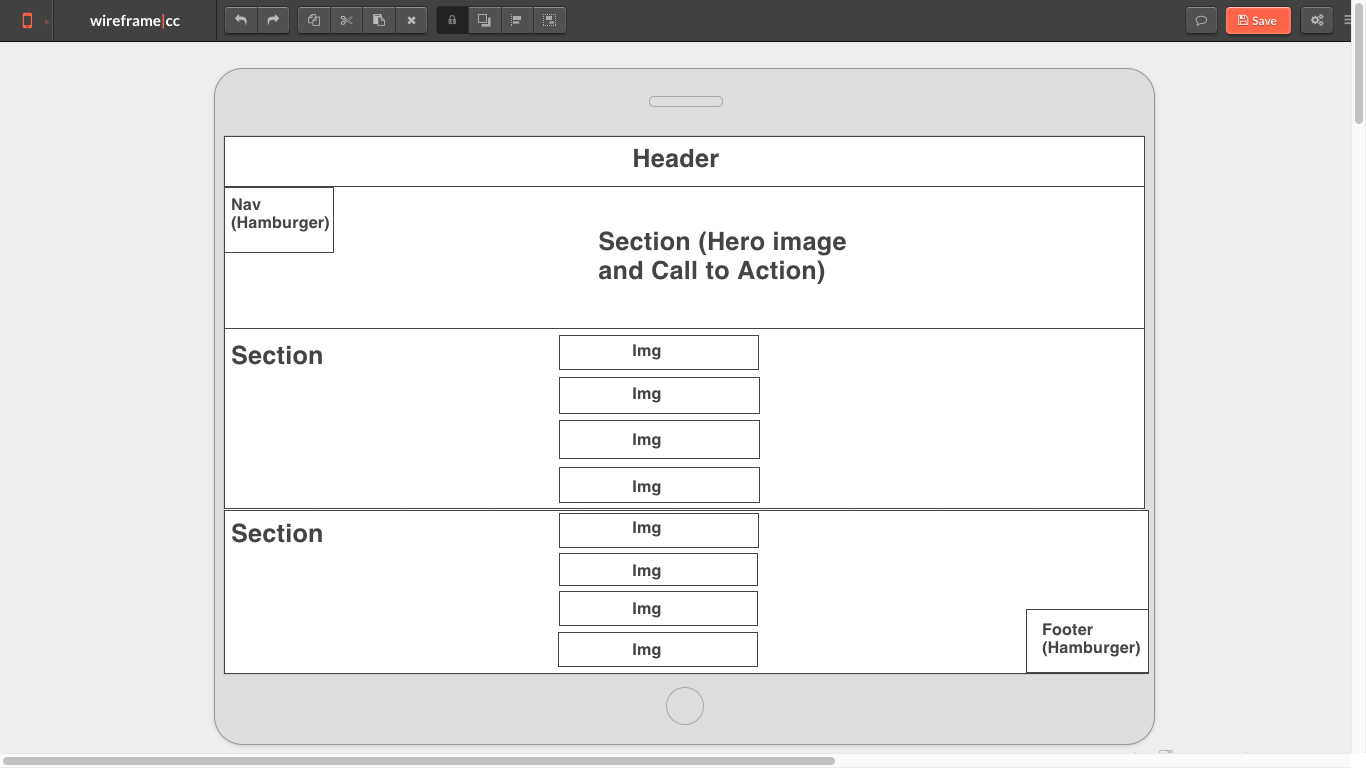 wireframe|cc
Save
Header
Nav
(Hamburger)
Section (Hero image
and Call to Action)
Section
Img
Img
Img
Img
Section
Img
Img
Img
Img
Footer
(Hamburger)